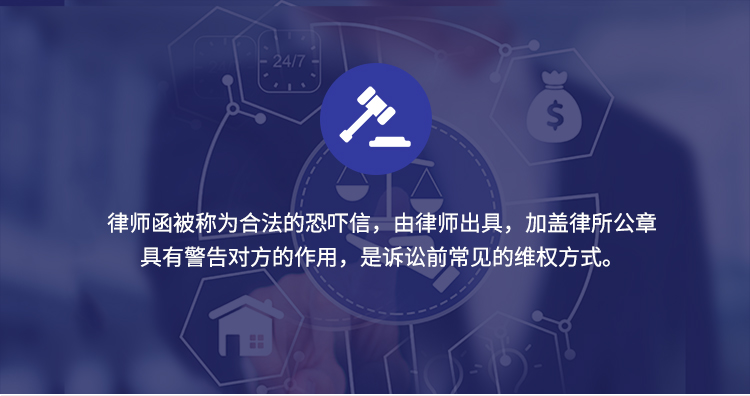 24/7
$
律师函被称为合法的恐吓信，由律师出具，加盖律所公章
具有警告对方的作用，是诉讼前常见的维权方式。